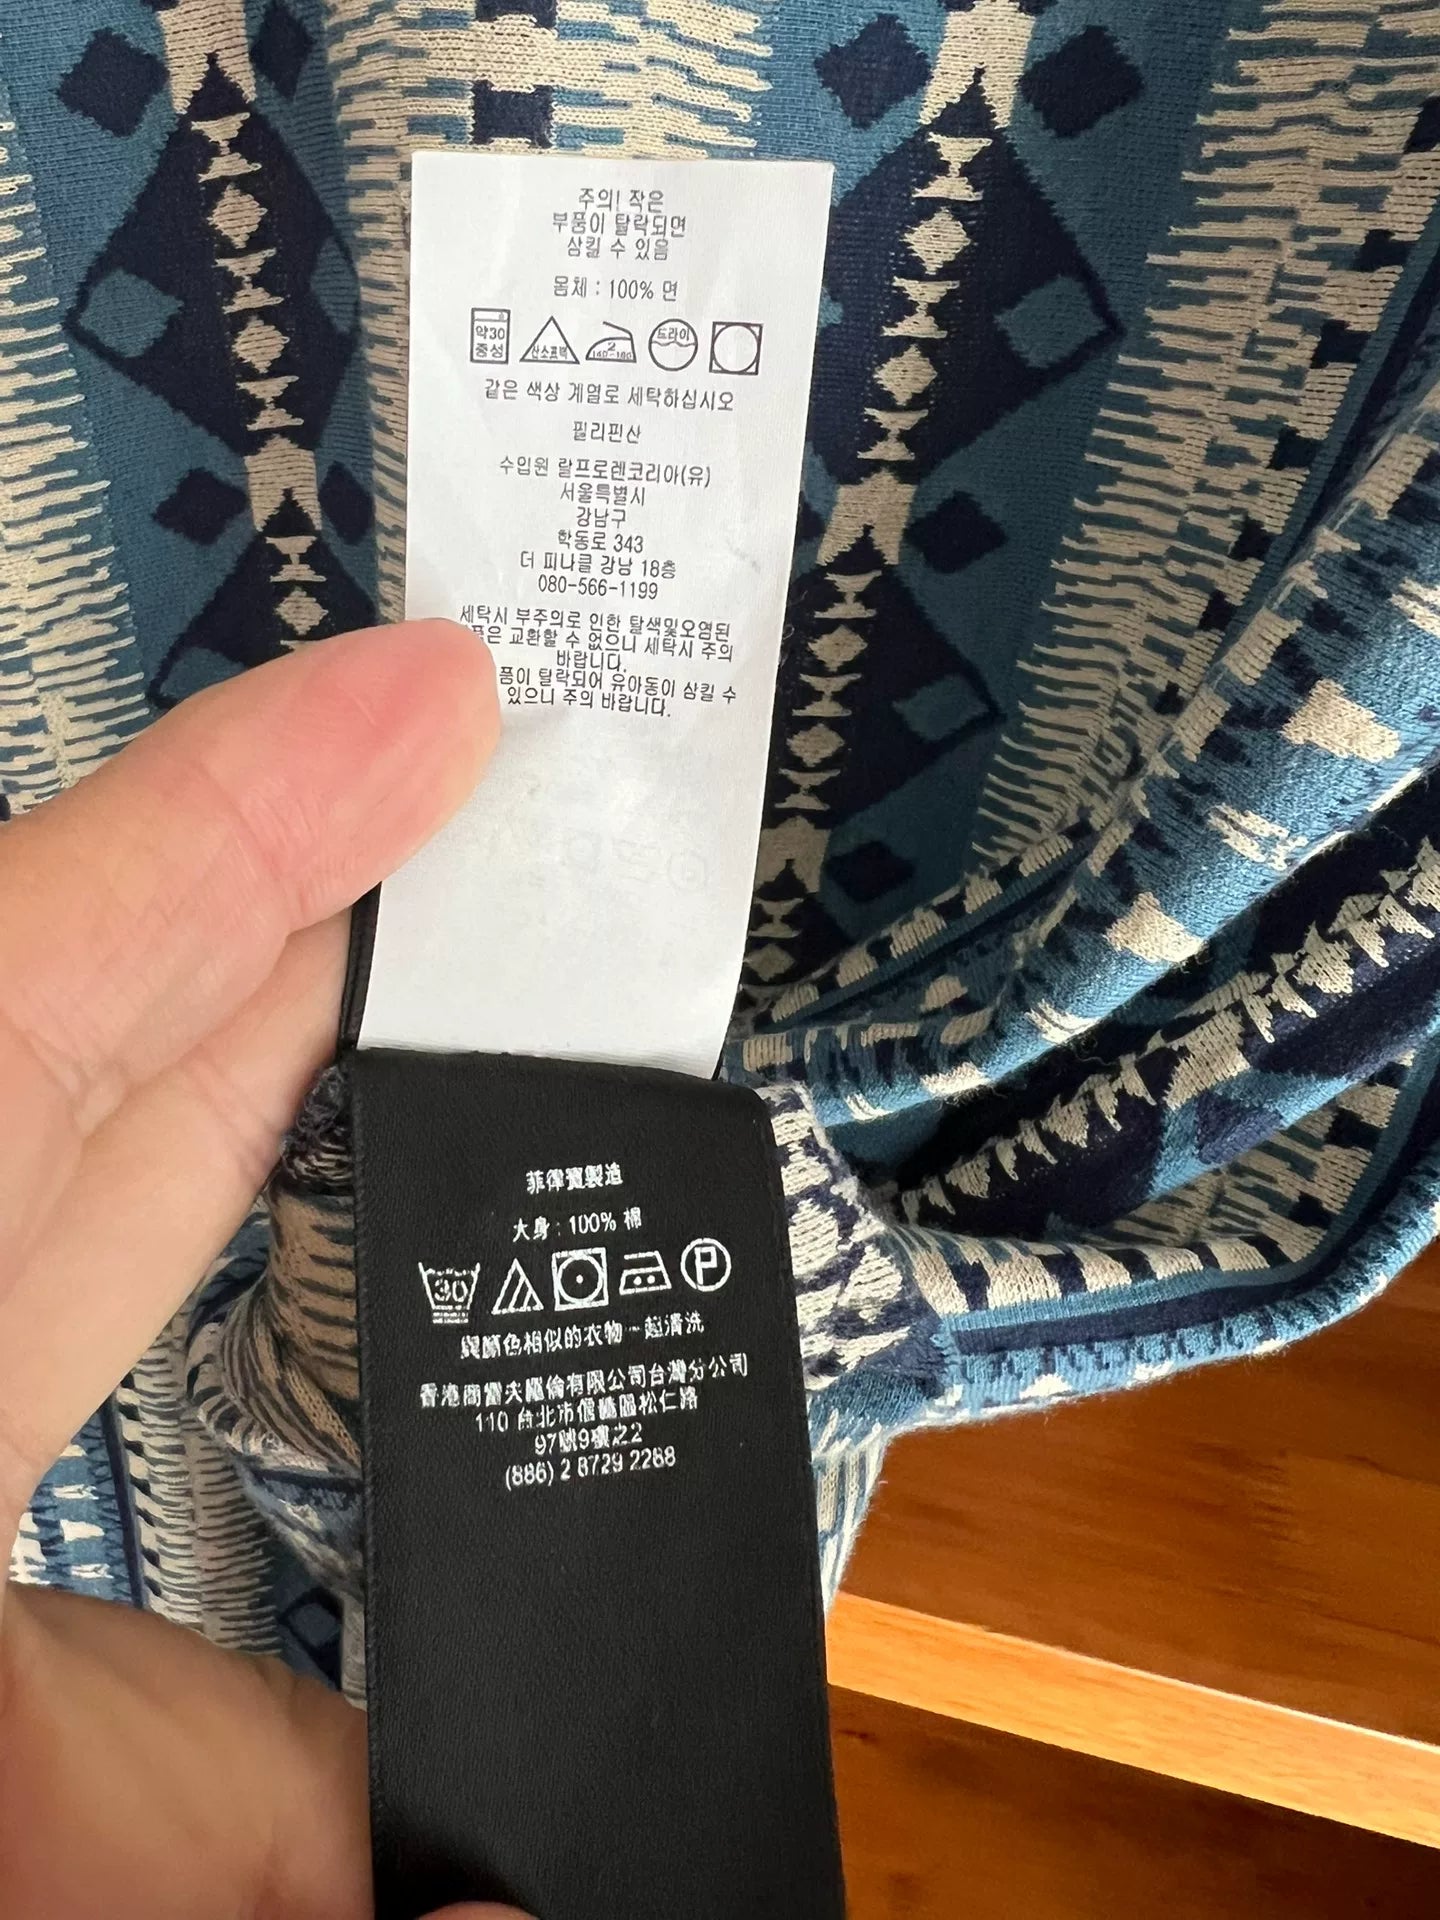 주의! 작은
부품이 탈락되면
삼킬 수 있음
몸체 : 100% 면
약30
중성
산소표백
2
140-160
드라이
같은 색상 계열로 세탁하십시오
필리핀산
수입원 랄프로렌코리아(유)
서울특별시
강남구
학동로 343
더 피나클 강남 18층
080-566-1199
세탁시 부주의로 인한 탈색및오염된
교환할 수 없으니 세탁시 주의
바랍니다.
탈락되어 유아동이 삼킬 수
있으니 주의 바랍니다.
菲律賓製造
大身 : 100% 棉
30
P
與顏色相似的衣物一起清洗
香港商雷夫羅倫有限公司台灣分公司
110 台北市信義區松仁路
97號9樓之2
(886) 2 8729 2288